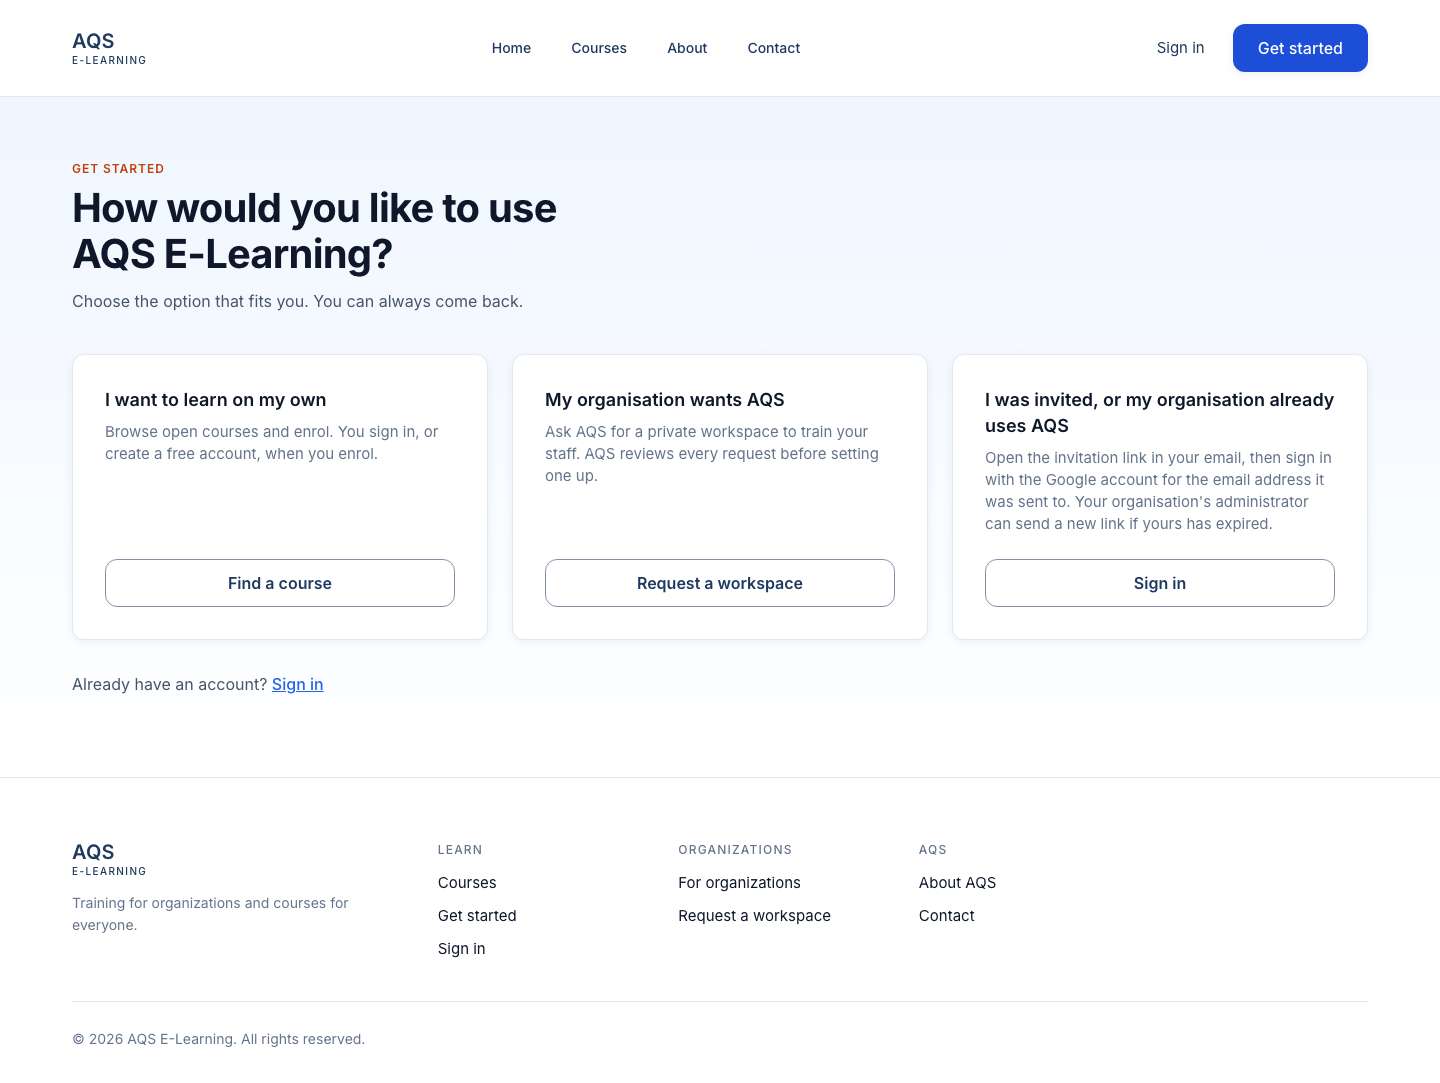 AQS
E-LEARNING
Home
Courses
About
Contact
Sign in
Get started
GET STARTED
How would you like to use
AQS E-Learning?
Choose the option that fits you. You can always come back.
I want to learn on my own
Browse open courses and enrol. You sign in, or
create a free account, when you enrol.
Find a course
My organisation wants AQS
Ask AQS for a private workspace to train your
staff. AQS reviews every request before setting
one up.
Request a workspace
I was invited, or my organisation already
uses AQS
Open the invitation link in your email, then sign in
with the Google account for the email address it
was sent to. Your organisation's administrator
can send a new link if yours has expired.
Sign in
Already have an account? Sign in
AQS
E-LEARNING
Training for organizations and courses for
everyone.
LEARN
Courses
Get started
Sign in
ORGANIZATIONS
For organizations
Request a workspace
AQS
About AQS
Contact
© 2026 AQS E-Learning. All rights reserved.